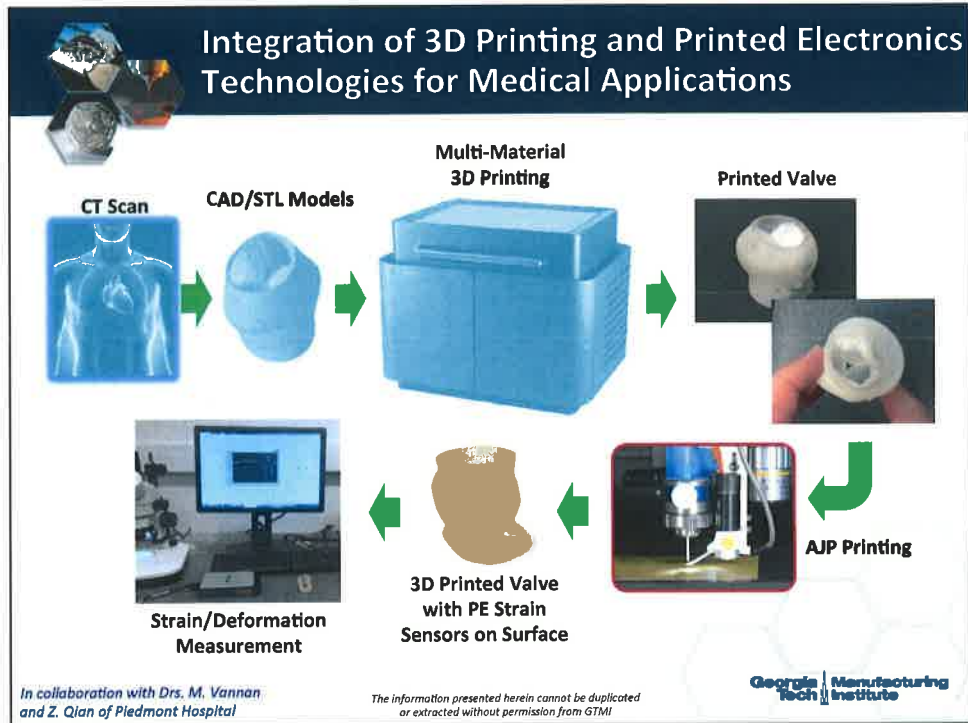 Integration of 3D Printing and Printed Electronics
Technologies for Medical Applications
CT Scan
CAD/STL Models
Multi-Material
3D Printing
Printed Valve
AJP Printing
3D Printed Valve
with PE Strain
Sensors on Surface
Strain/Deformation
Measurement
In collaboration with Drs. M. Vannan
and Z. Qian of Piedmont Hospital
The information presented herein cannot be duplicated
or extracted without permission from GTMI
Georgia Tech
Manufacturing Institute